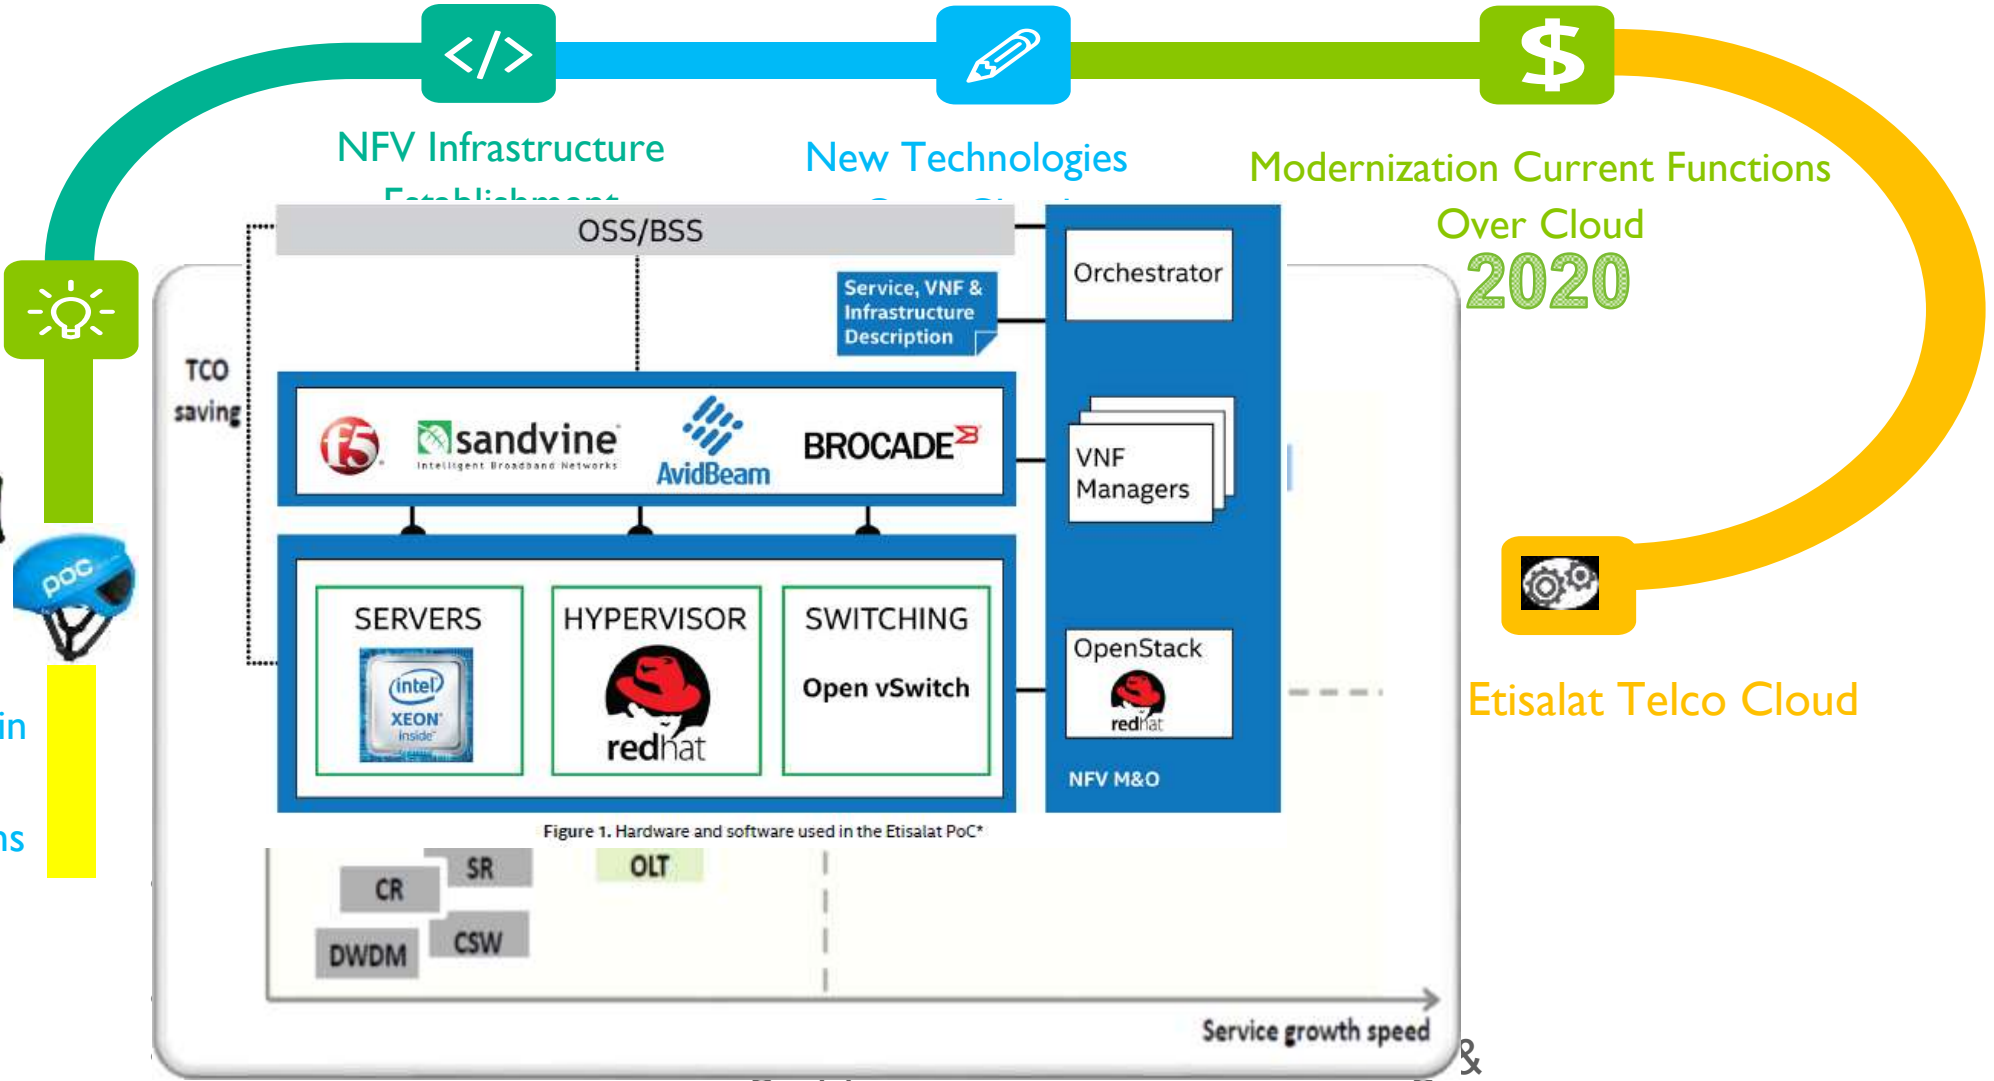 </>
$
NFV Infrastructure
Establishment
New Technologies
Modernization Current Functions
Over Cloud
2020
OSS/BSS
Service, VNF &
Infrastructure
Description
Orchestrator
TCO
saving
f5
sandvine
Intelligent Broadband Networks
AvidBeam
BROCADE
VNF
Managers
POC
SERVERS
HYPERVISOR
SWITCHING
intel
XEON
inside
redhat
Open vSwitch
OpenStack
redhat
NFV M&O
Etisalat Telco Cloud
in
ns
Figure 1. Hardware and software used in the Etisalat PoC*
SR
OLT
CR
CSW
DWDM
Service growth speed
&